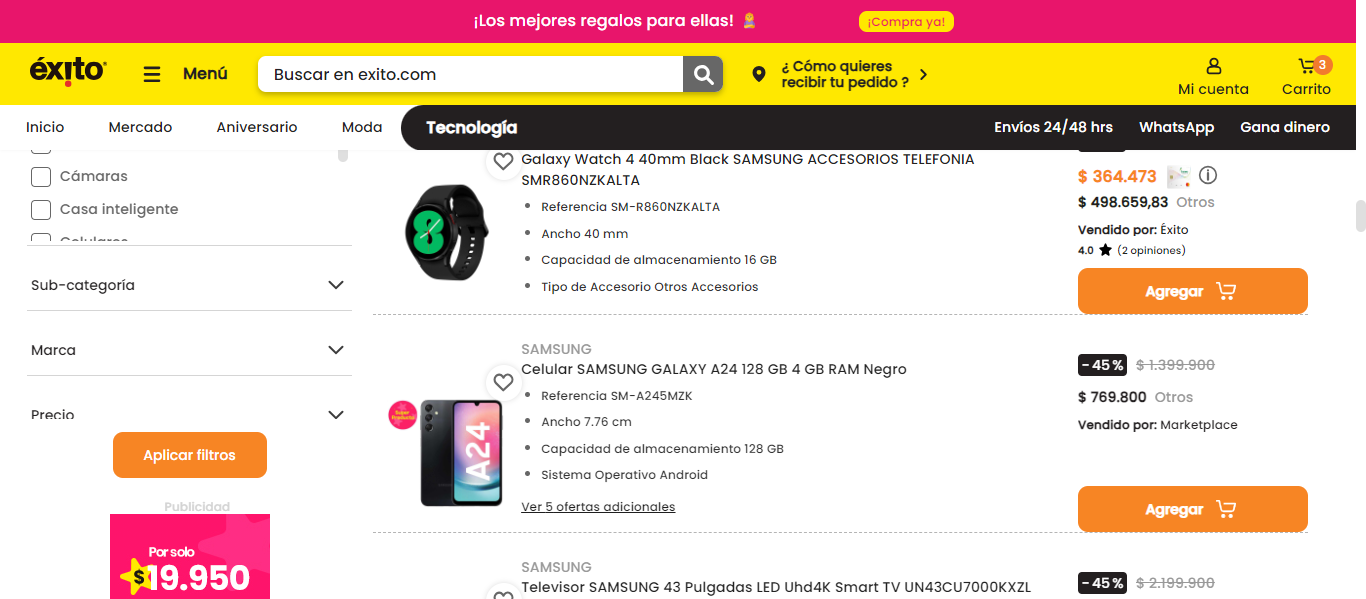 ¡Los mejores regalos para ellas!
¡Compra ya!
éxito
Menú
Buscar en exito.com
¿ Cómo quieres
recibir tu pedido ?
Mi cuenta
3
Carrito
Inicio
Mercado
Aniversario
Moda
Tecnología
Envíos 24/48 hrs
WhatsApp
Gana dinero
Cámaras
Casa inteligente
Celulares
Sub-categoría
Marca
Precio
Aplicar filtros
Publicidad
Por solo
$19.950
Galaxy Watch 4 40mm Black SAMSUNG ACCESORIOS TELEFONIA
SMR860NZKALTA
Referencia SM-R860NZKALTA
Ancho 40 mm
Capacidad de almacenamiento 16 GB
Tipo de Accesorio Otros Accesorios
$ 364.473
$ 498.659,83 Otros
Vendido por: Éxito
4.0 ★ (2 opiniones)
Agregar
SAMSUNG
Celular SAMSUNG GALAXY A24 128 GB 4 GB RAM Negro
Referencia SM-A245MZK
Ancho 7.76 cm
Capacidad de almacenamiento 128 GB
Sistema Operativo Android
Ver 5 ofertas adicionales
Super
Producto
A24
-45% $ 1.399.900
$ 769.800 Otros
Vendido por: Marketplace
Agregar
SAMSUNG
Televisor SAMSUNG 43 Pulgadas LED Uhd4K Smart TV UN43CU7000KXZL
-45% $ 2.199.900